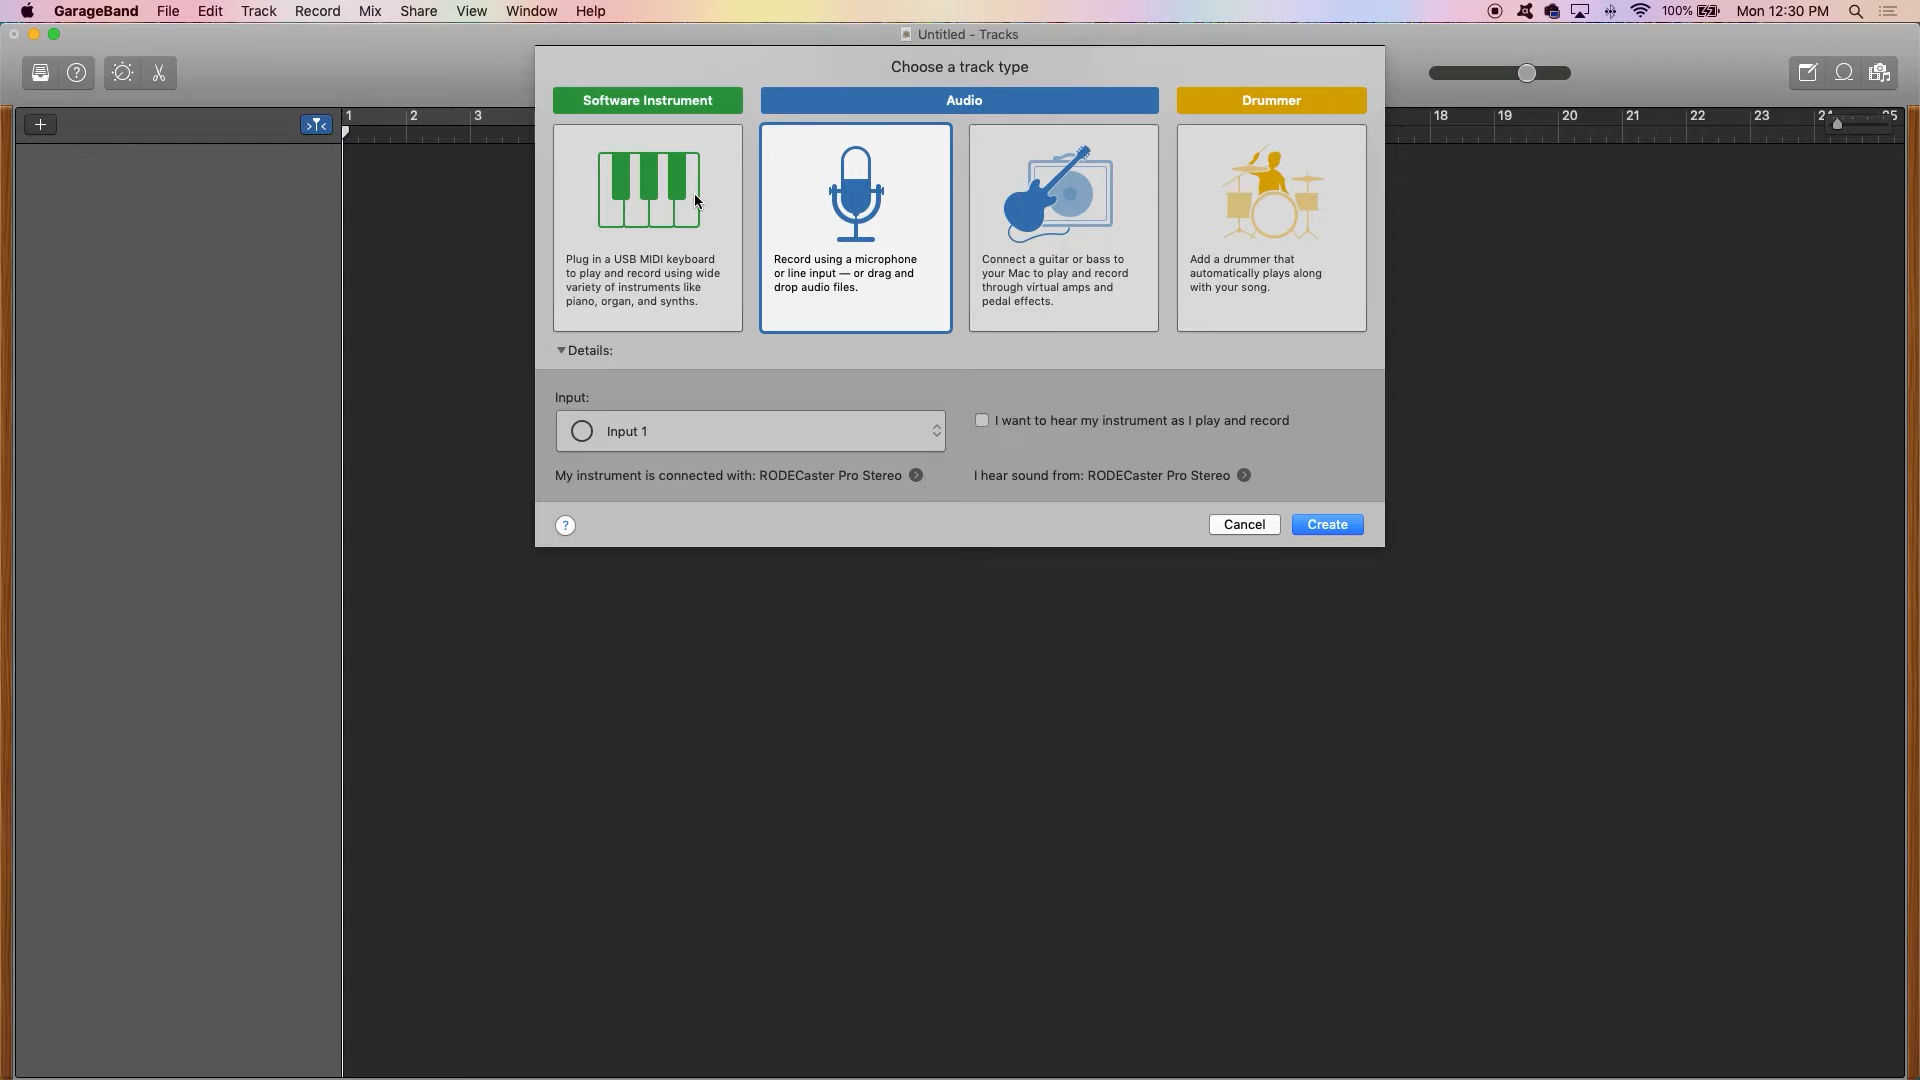 GarageBand File Edit Track Record Mix Share View Window Help
100% Mon 12:30 PM
Untitled - Tracks
Choose a track type
Software Instrument Audio Drummer
1 2 3 18 19 20 21 22 23
Plug in a USB MIDI keyboard
to play and record using wide
variety of instruments like
piano, organ, and synths.
Record using a microphone
or line input — or drag and
drop audio files.
Connect a guitar or bass to
your Mac to play and record
through virtual amps and
pedal effects.
Add a drummer that
automatically plays along
with your song.
Details:
Input:
Input 1
I want to hear my instrument as I play and record
My instrument is connected with: RODECaster Pro Stereo
I hear sound from: RODECaster Pro Stereo
? Cancel Create